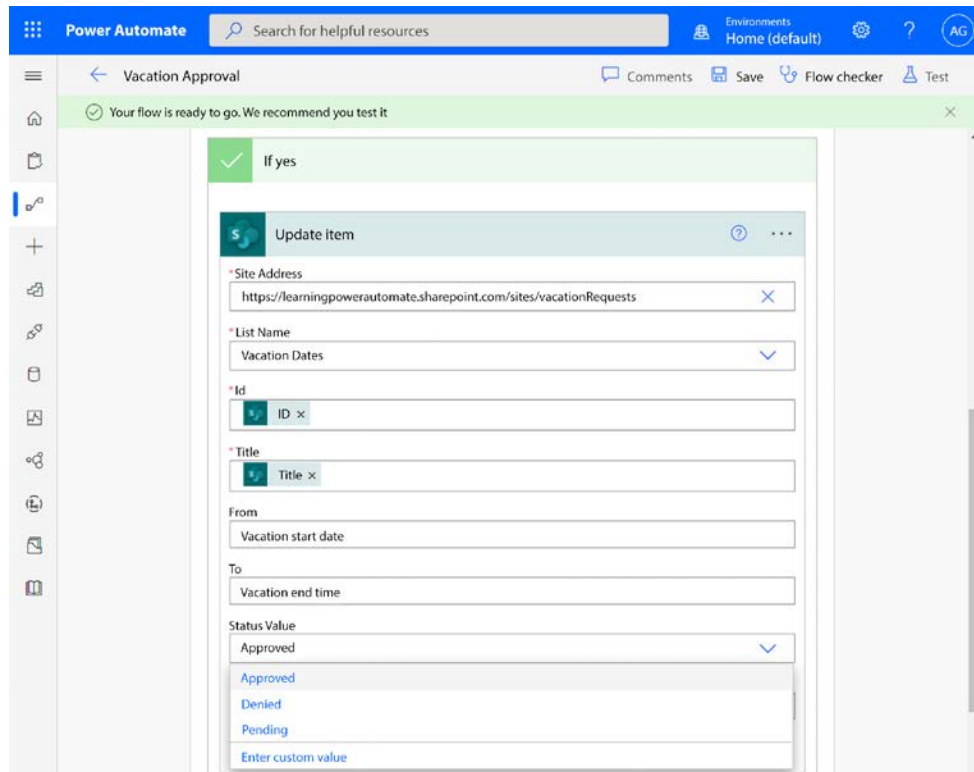 Power Automate
Search for helpful resources
Environments
Home (default)
?
AG
Vacation Approval
Comments
Save
Flow checker
Test
Your flow is ready to go. We recommend you test it
If yes
S
Update item
?
...
*Site Address
https://learningpowerautomate.sharepoint.com/sites/vacationRequests
*List Name
Vacation Dates
*Id
ID ×
*Title
Title ×
From
Vacation start date
To
Vacation end time
Status Value
Approved
Approved
Denied
Pending
Enter custom value